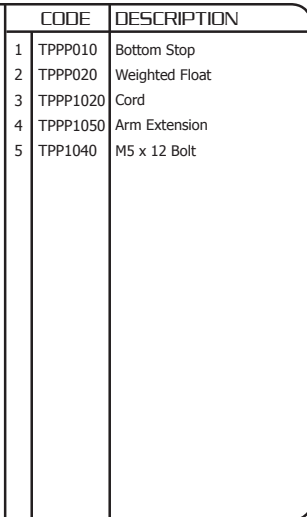 CODE DESCRIPTION
1 TPPP010 Bottom Stop
2 TPPP020 Weighted Float
3 TPPP1020 Cord
4 TPPP1050 Arm Extension
5 TPP1040 M5 x 12 Bolt